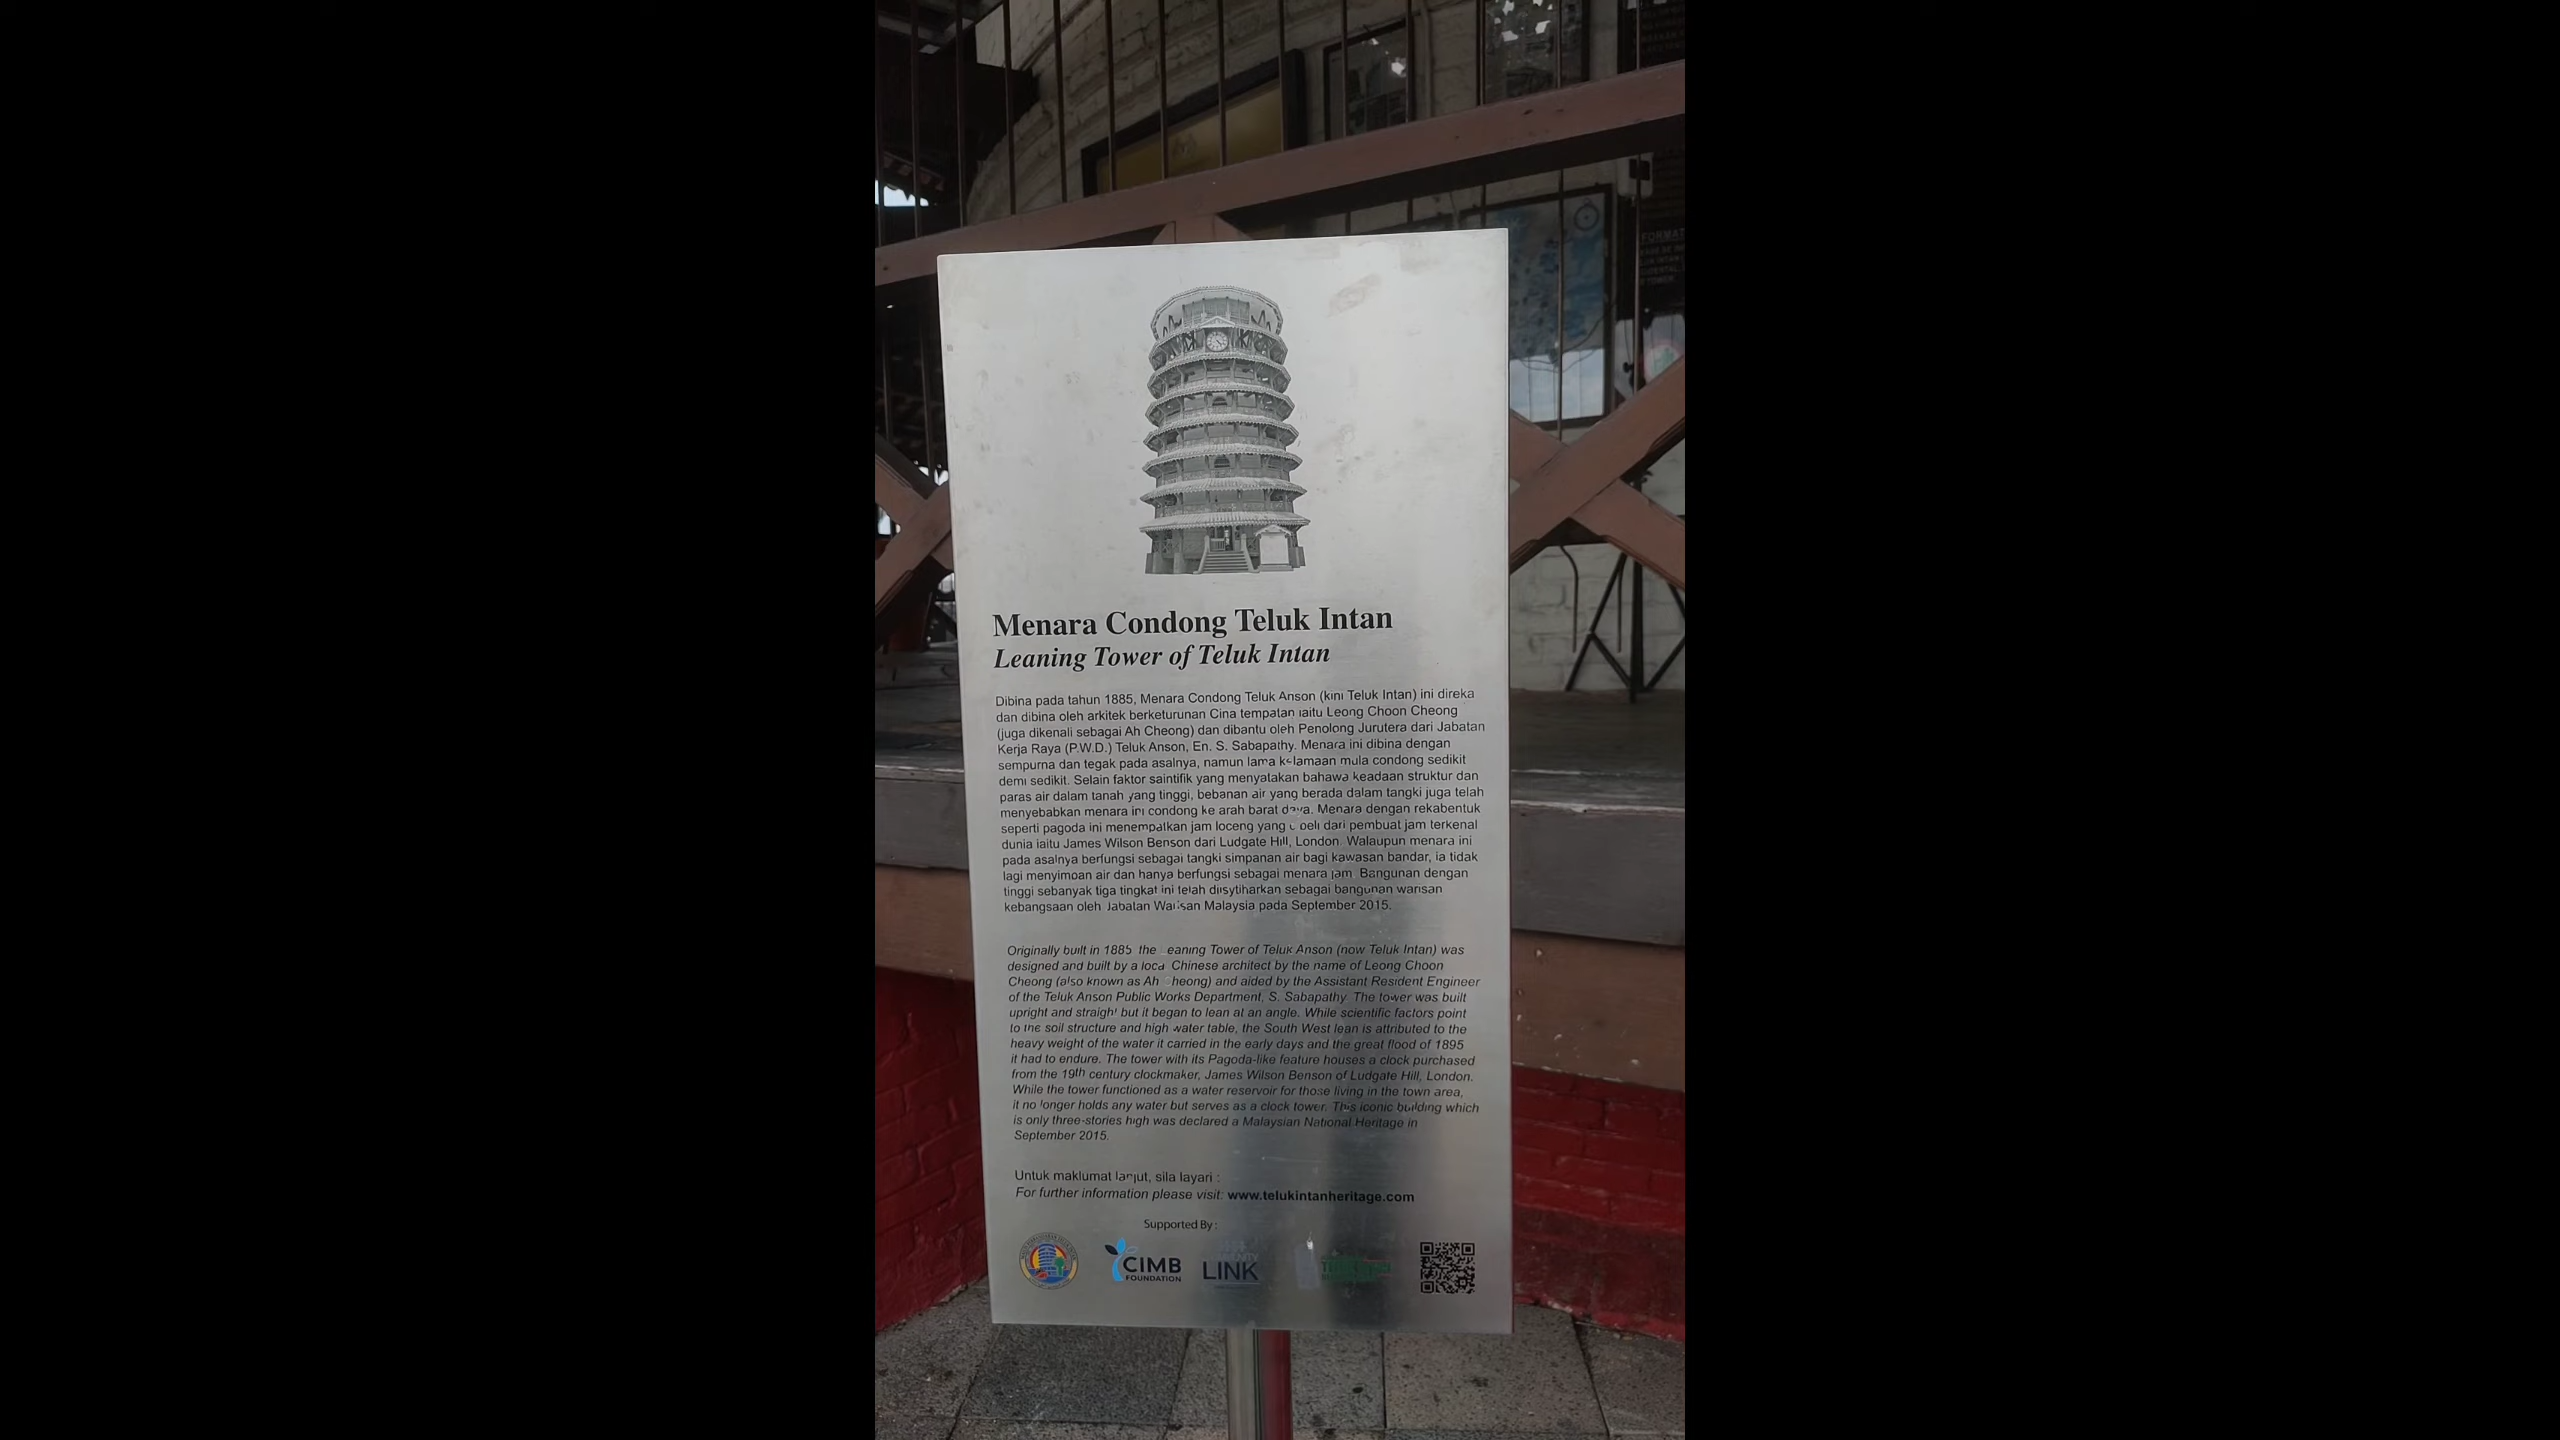 Menara Condong Teluk Intan
Leaning Tower of Teluk Intan
Dibina pada tahun 1885, Menara Condong Teluk Anson (kini Teluk Intan) ini direka
dan dibina oleh arkitek berketurunan Cina tempatan iaitu Leong Choon Cheong
(juga dikenali sebagai Ah Cheong) dan dibantu oleh Penolong Jurutera dari Jabatan
Kerja Raya (P.W.D.) Teluk Anson, En. S. Sabapathy. Menara ini dibina dengan
sempurna dan tegak pada asalnya, namun lama kelamaan mula condong sedikit
demi sedikit. Selain faktor saintifik yang menyatakan bahawa keadaan struktur dan
paras air dalam tanah yang tinggi, bebanan air yang berada dalam tangki juga telah
menyebabkan menara ini condong ke arah barat daya. Menara dengan rekabentuk
seperti pagoda ini menempatkan jam loceng yang dibeli dari pembuat jam terkenal
dunia iaitu James Wilson Benson dari Ludgate Hill, London. Walaupun menara ini
pada asalnya berfungsi sebagai tangki simpanan air bagi kawasan bandar, ia tidak
lagi menyimpan air dan hanya berfungsi sebagai menara jam. Bangunan dengan
tinggi sebanyak tiga tingkat ini telah diisytiharkan sebagai bangunan warisan
kebangsaan oleh Jabatan Warisan Malaysia pada September 2015.
Originally built in 1885 the Leaning Tower of Teluk Anson (now Teluk Intan) was
designed and built by a local Chinese architect by the name of Leong Choon
Cheong (also known as Ah Cheong) and aided by the Assistant Resident Engineer
of the Teluk Anson Public Works Department, S. Sabapathy. The tower was built
upright and straight but it began to lean at an angle. While scientific factors point
to the soil structure and high water table, the South West lean is attributed to the
heavy weight of the water it carried in the early days and the great flood of 1895
it had to endure. The tower with its Pagoda-like feature houses a clock purchased
from the 19th century clockmaker, James Wilson Benson of Ludgate Hill, London.
While the tower functioned as a water reservoir for those living in the town area,
it no longer holds any water but serves as a clock tower. This iconic building which
is only three-stories high was declared a Malaysian National Heritage in
September 2015.
Untuk maklumat lanjut, sila layari :
For further information please visit: www.telukintanheritage.com
Supported By :
CIMB
FOUNDATION
LINK